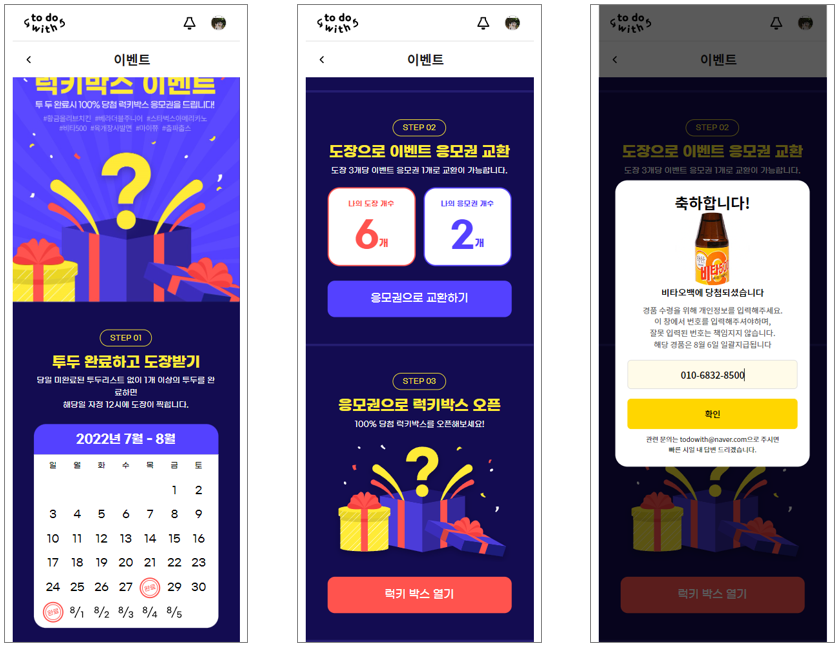 to do
with
이벤트
럭키박스 이벤트
투 두 완료시 100% 당첨 럭키박스 응모권을 드립니다!
#황금올리브치킨 #배라더블주니어 #스타벅스아메리카노
#비타500 #육개장사발면 #마이쮸 #츕파춥스
STEP 01
투두 완료하고 도장받기
당일 미완료된 투두리스트 없이 1개 이상의 투두를 완
료하면
해당일 자정 12시에 도장이 찍힙니다.
2022년 7월 - 8월
일 월 화 수 목 금 토
1 2
3 4 5 6 7 8 9
10 11 12 13 14 15 16
17 18 19 20 21 22 23
24 25 26 27 완료 29 30
완료 8/1 8/2 8/3 8/4 8/5
to do
with
이벤트
STEP 02
도장으로 이벤트 응모권 교환
도장 3개당 이벤트 응모권 1개로 교환이 가능합니다.
나의 도장 개수 나의 응모권 개수
6개 2개
응모권으로 교환하기
STEP 03
응모권으로 럭키박스 오픈
100% 당첨 럭키박스를 오픈해보세요!
럭키 박스 열기
to do
with
이벤트
STEP 02
도장으로 이벤트 응모권 교환
도장 3개당 이벤트 응모권 1개로 교환이 가능합니다.
축하합니다!
비타500
비타오백에 당첨되셨습니다
경품 수령을 위해 개인정보를 입력해주세요.
이 창에서 번호를 입력해주셔야하며,
잘못 입력된 번호는 책임지지 않습니다.
해당 경품은 8월 6일 일괄지급됩니다
010-6832-8500
확인
관련 문의는 todowith@naver.com으로 주시면
빠른 시일 내 답변 드리겠습니다.
럭키 박스 열기